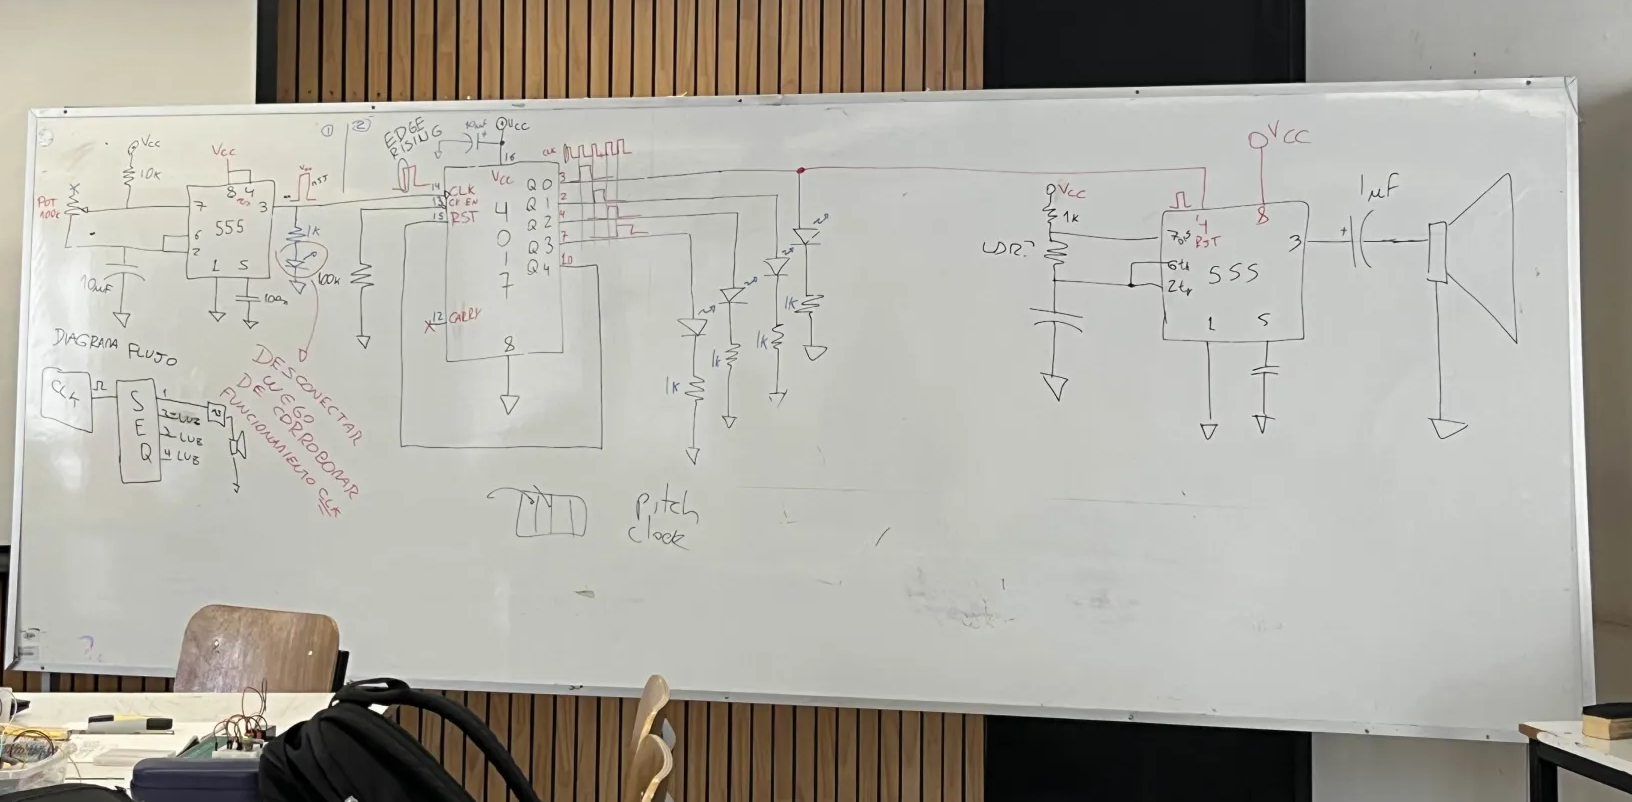 Vcc
10K
POT
100K
7
6
2
8 4
3
555
1 5
Vcc
10uF
100n
1K
① ②
EDGE
RISING
10uF
+
Vcc
16
14
13
15
CLK
CLK EN
RST
Vcc
4
0
1
7
Q0
Q1
Q2
Q3
Q4
3
2
4
7
10
12
CARRY
8
100K
CLK
1K
1K
1K
1K
DIAGRAMA FLUJO
CLK
S
E
Q
1
2 LUZ
3 LUZ
4 LUZ
DESCONECTAR
LUEGO
DE CORROBORAR
FUNCIONAMIENTO CLK
Pitch
Clock
Vcc
1K
LDR?
Vcc
4
RST
8
7
6
2
3
555
1 5
+
1µF